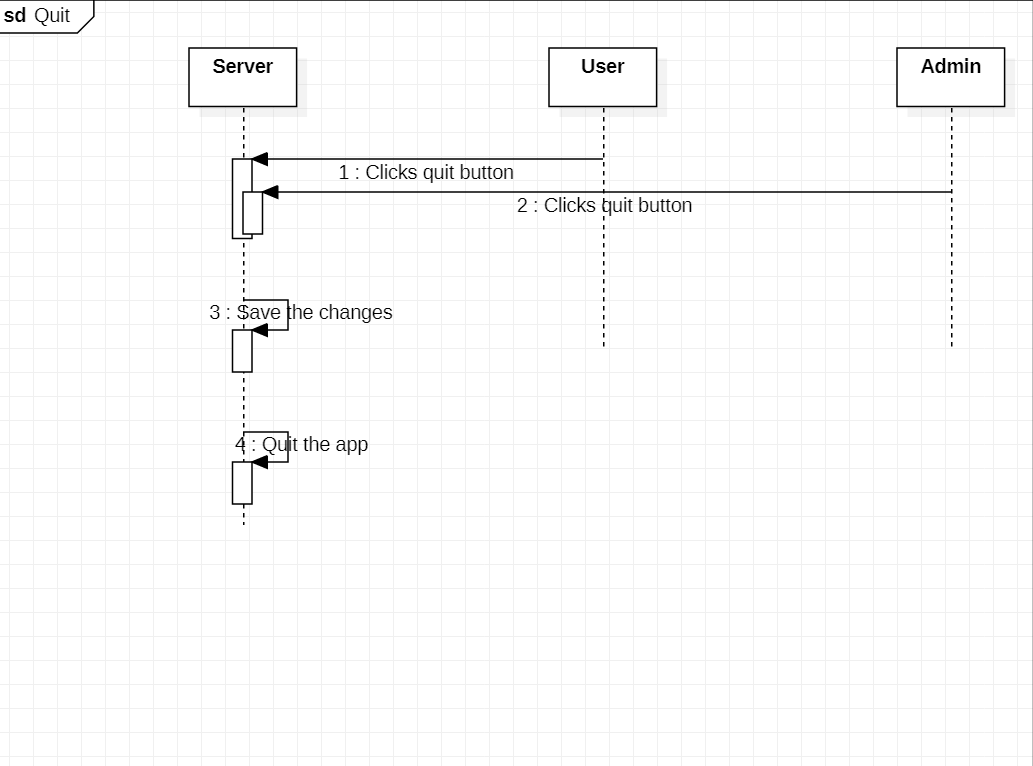 sd Quit
Server
User
Admin
1 : Clicks quit button
2 : Clicks quit button
3 : Save the changes
4 : Quit the app